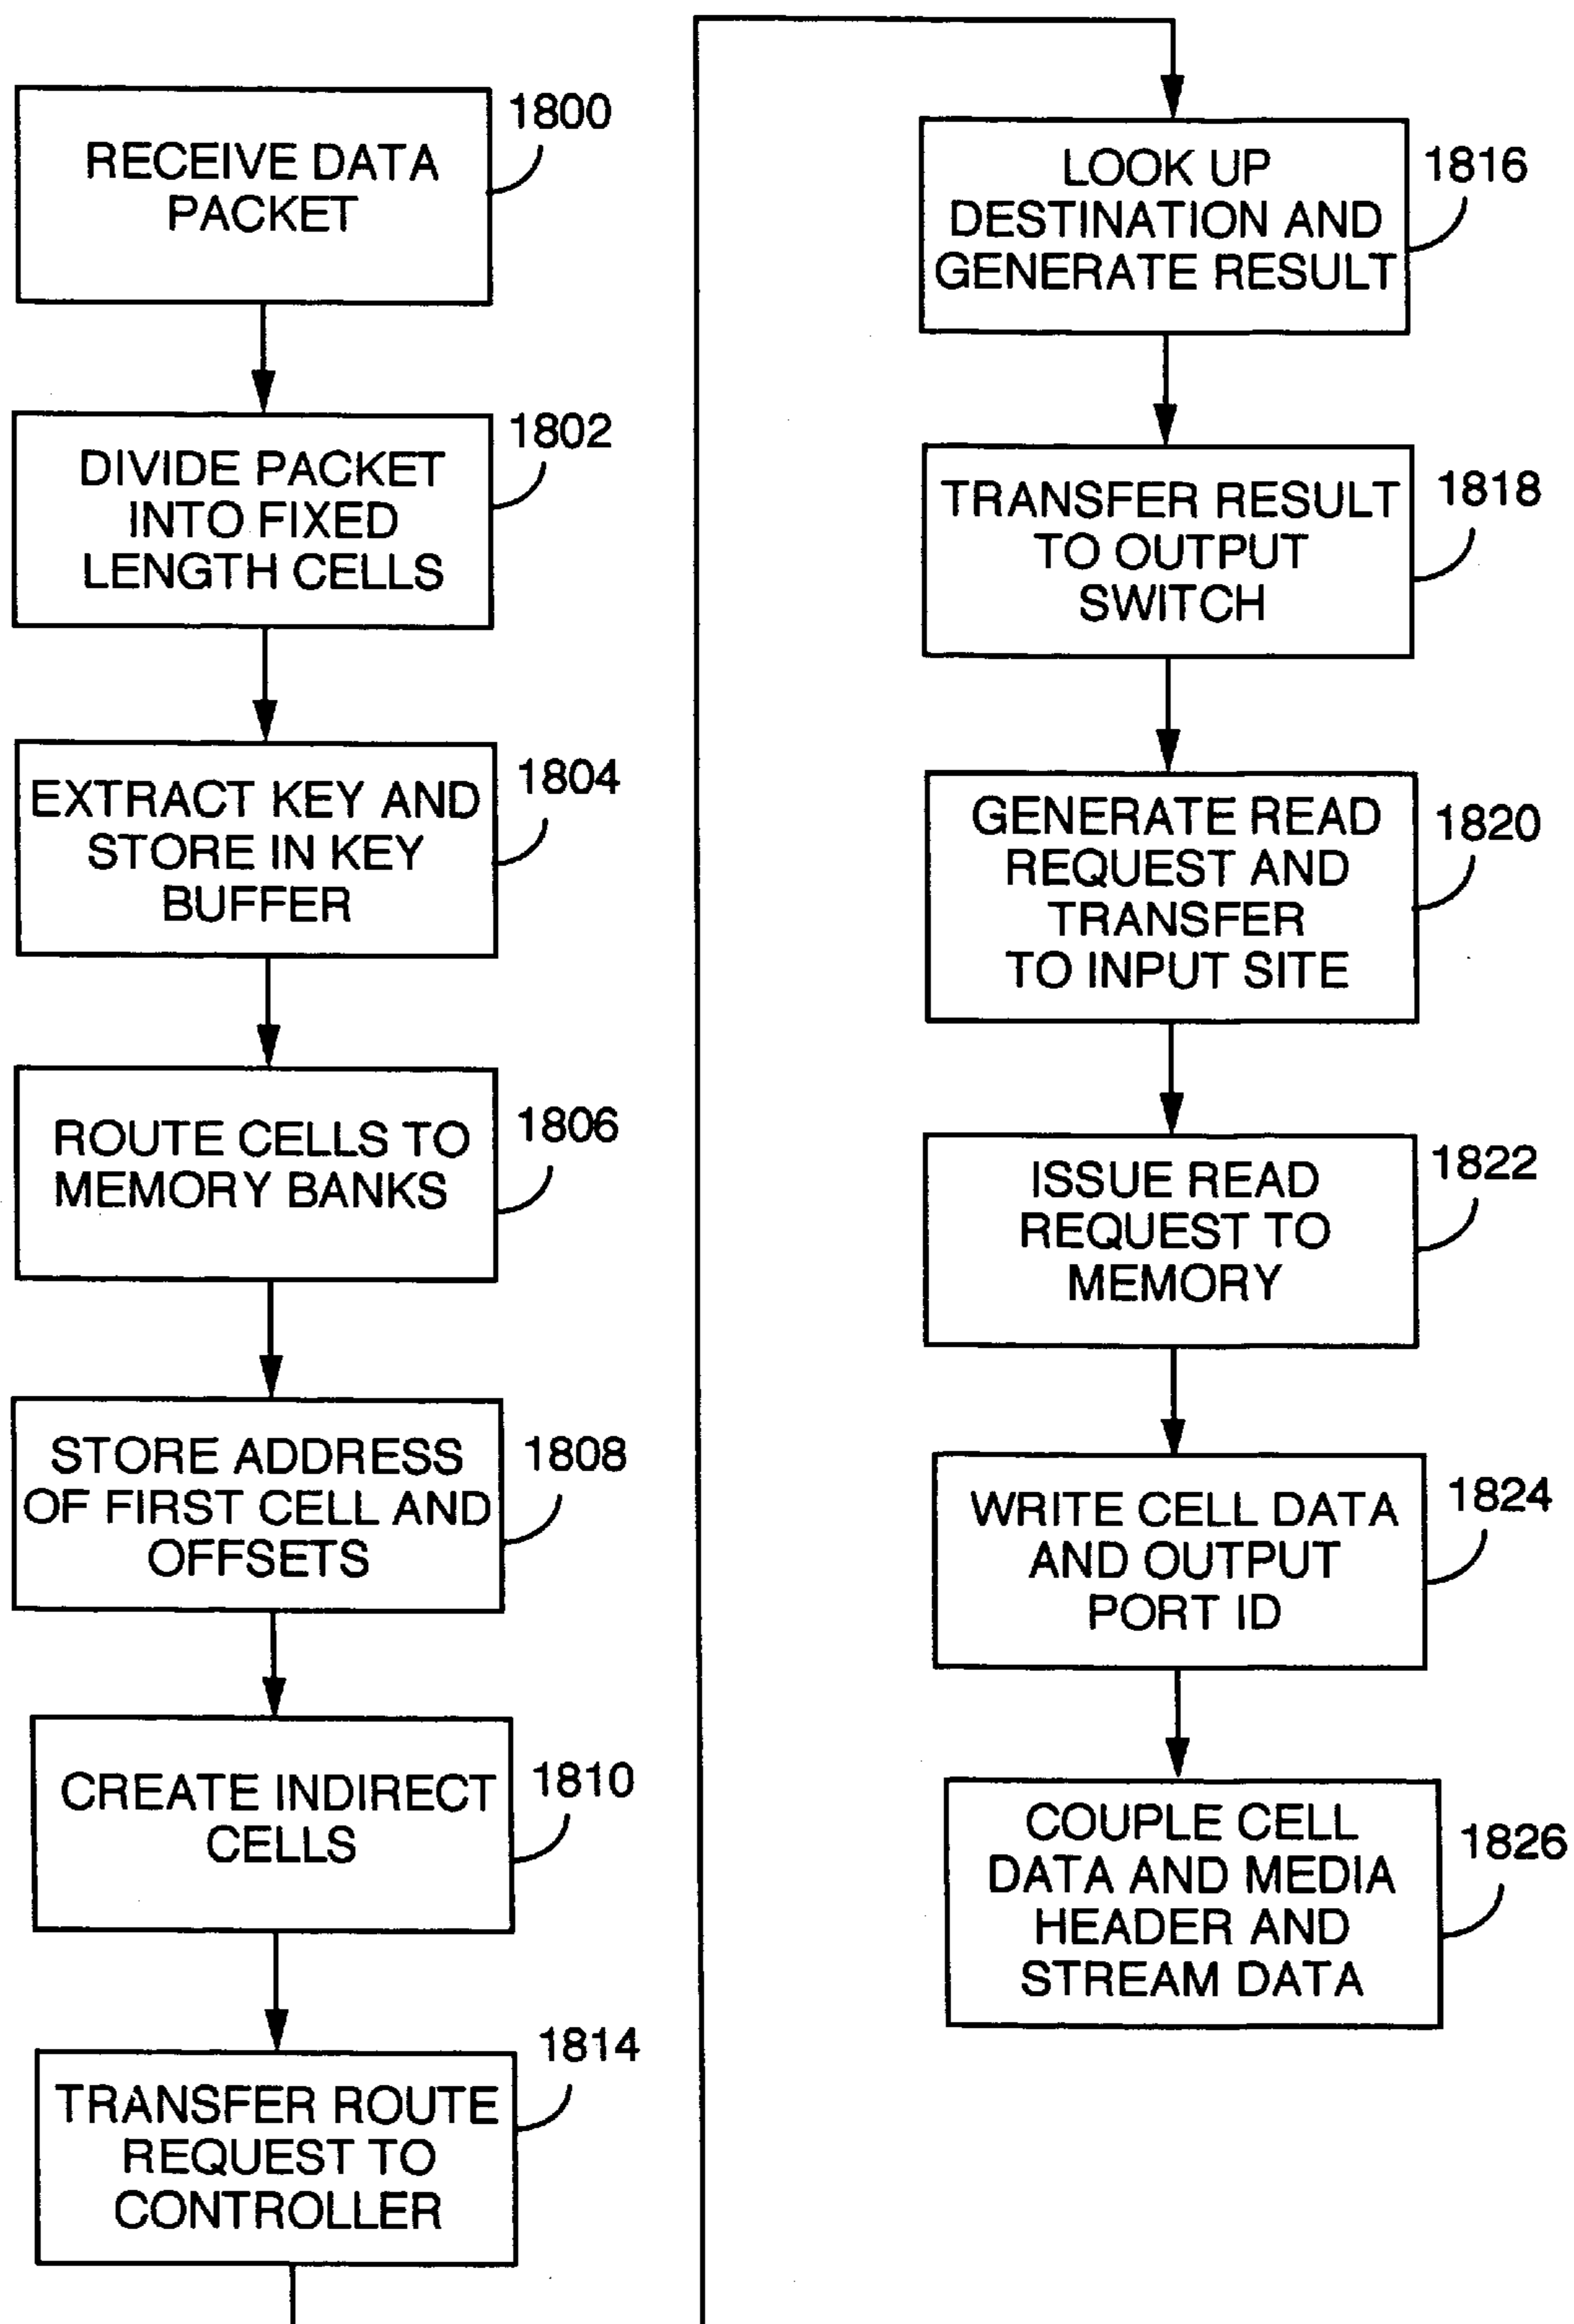 1800
RECEIVE DATA
PACKET
1802
DIVIDE PACKET
INTO FIXED
LENGTH CELLS
1804
EXTRACT KEY AND
STORE IN KEY
BUFFER
1806
ROUTE CELLS TO
MEMORY BANKS
1808
STORE ADDRESS
OF FIRST CELL AND
OFFSETS
1810
CREATE INDIRECT
CELLS
1814
TRANSFER ROUTE
REQUEST TO
CONTROLLER
1816
LOOK UP
DESTINATION AND
GENERATE RESULT
1818
TRANSFER RESULT
TO OUTPUT
SWITCH
1820
GENERATE READ
REQUEST AND
TRANSFER
TO INPUT SITE
1822
ISSUE READ
REQUEST TO
MEMORY
1824
WRITE CELL DATA
AND OUTPUT
PORT ID
1826
COUPLE CELL
DATA AND MEDIA
HEADER AND
STREAM DATA